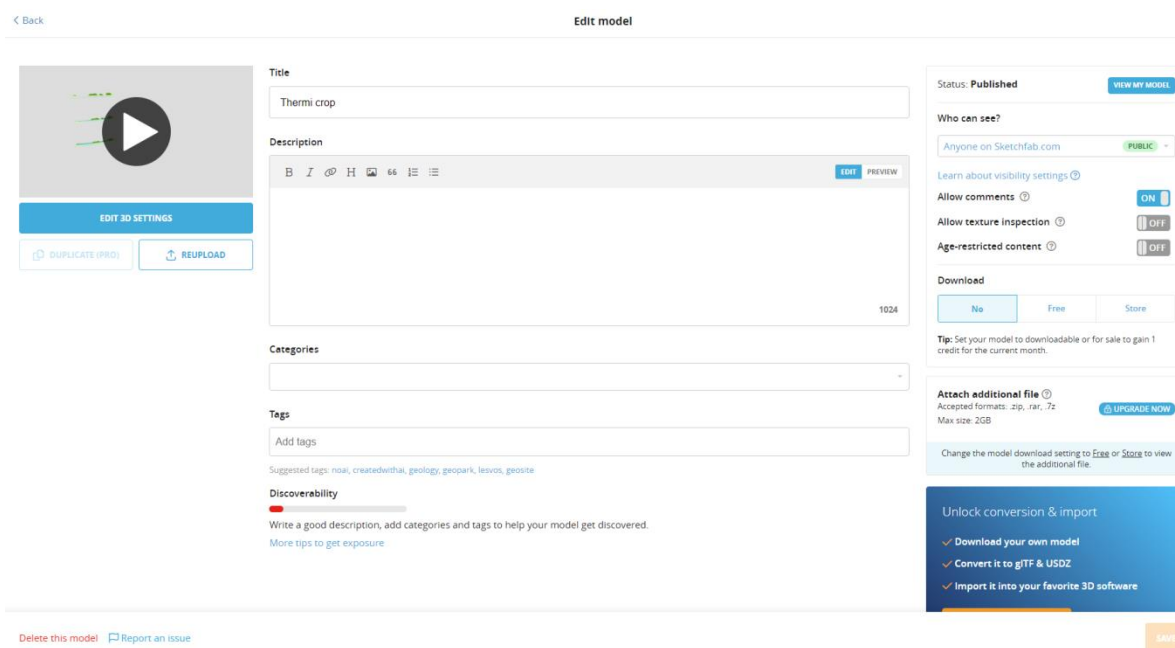 Back
Edit model
Title
Thermi crop
Description
B I H 66
EDIT PREVIEW
1024
Categories
Tags
Add tags
Suggested tags: noai, createdwithai, geology, geopark, lesvos, geosite
Discoverability
Write a good description, add categories and tags to help your model get discovered.
More tips to get exposure
EDIT 3D SETTINGS
DUPLICATE (PRO)
REUPLOAD
Status: Published
VIEW MY MODEL
Who can see?
Anyone on Sketchfab.com PUBLIC
Learn about visibility settings
Allow comments ON
Allow texture inspection OFF
Age-restricted content OFF
Download
No Free Store
Tip: Set your model to downloadable or for sale to gain 1
credit for the current month.
Attach additional file
Accepted formats: .zip, .rar, .7z
Max size: 2GB
UPGRADE NOW
Change the model download setting to Free or Store to view
the additional file.
Unlock conversion & import
Download your own model
Convert it to glTF & USDZ
Import it into your favorite 3D software
Delete this model Report an issue